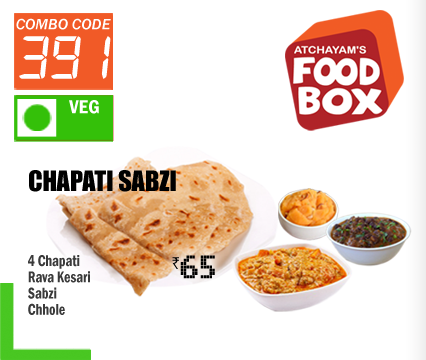 COMBO CODE
391
VEG
ATCHAYAM'S
FOOD
BOX
CHAPATI SABZI
4 Chapati
Rava Kesari
Sabzi
Chhole
₹65